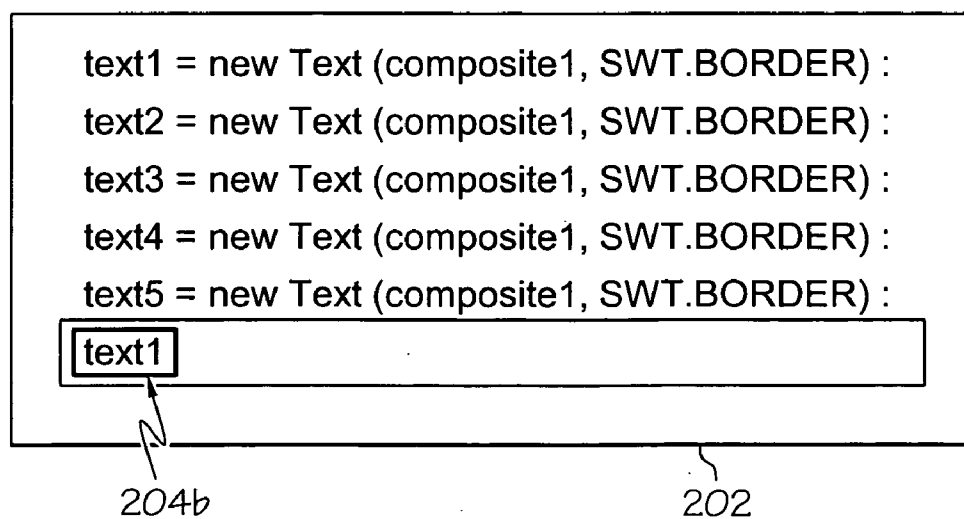 text1 = new Text (composite1, SWT.BORDER) :
text2 = new Text (composite1, SWT.BORDER) :
text3 = new Text (composite1, SWT.BORDER) :
text4 = new Text (composite1, SWT.BORDER) :
text5 = new Text (composite1, SWT.BORDER) :
text1
204b 202